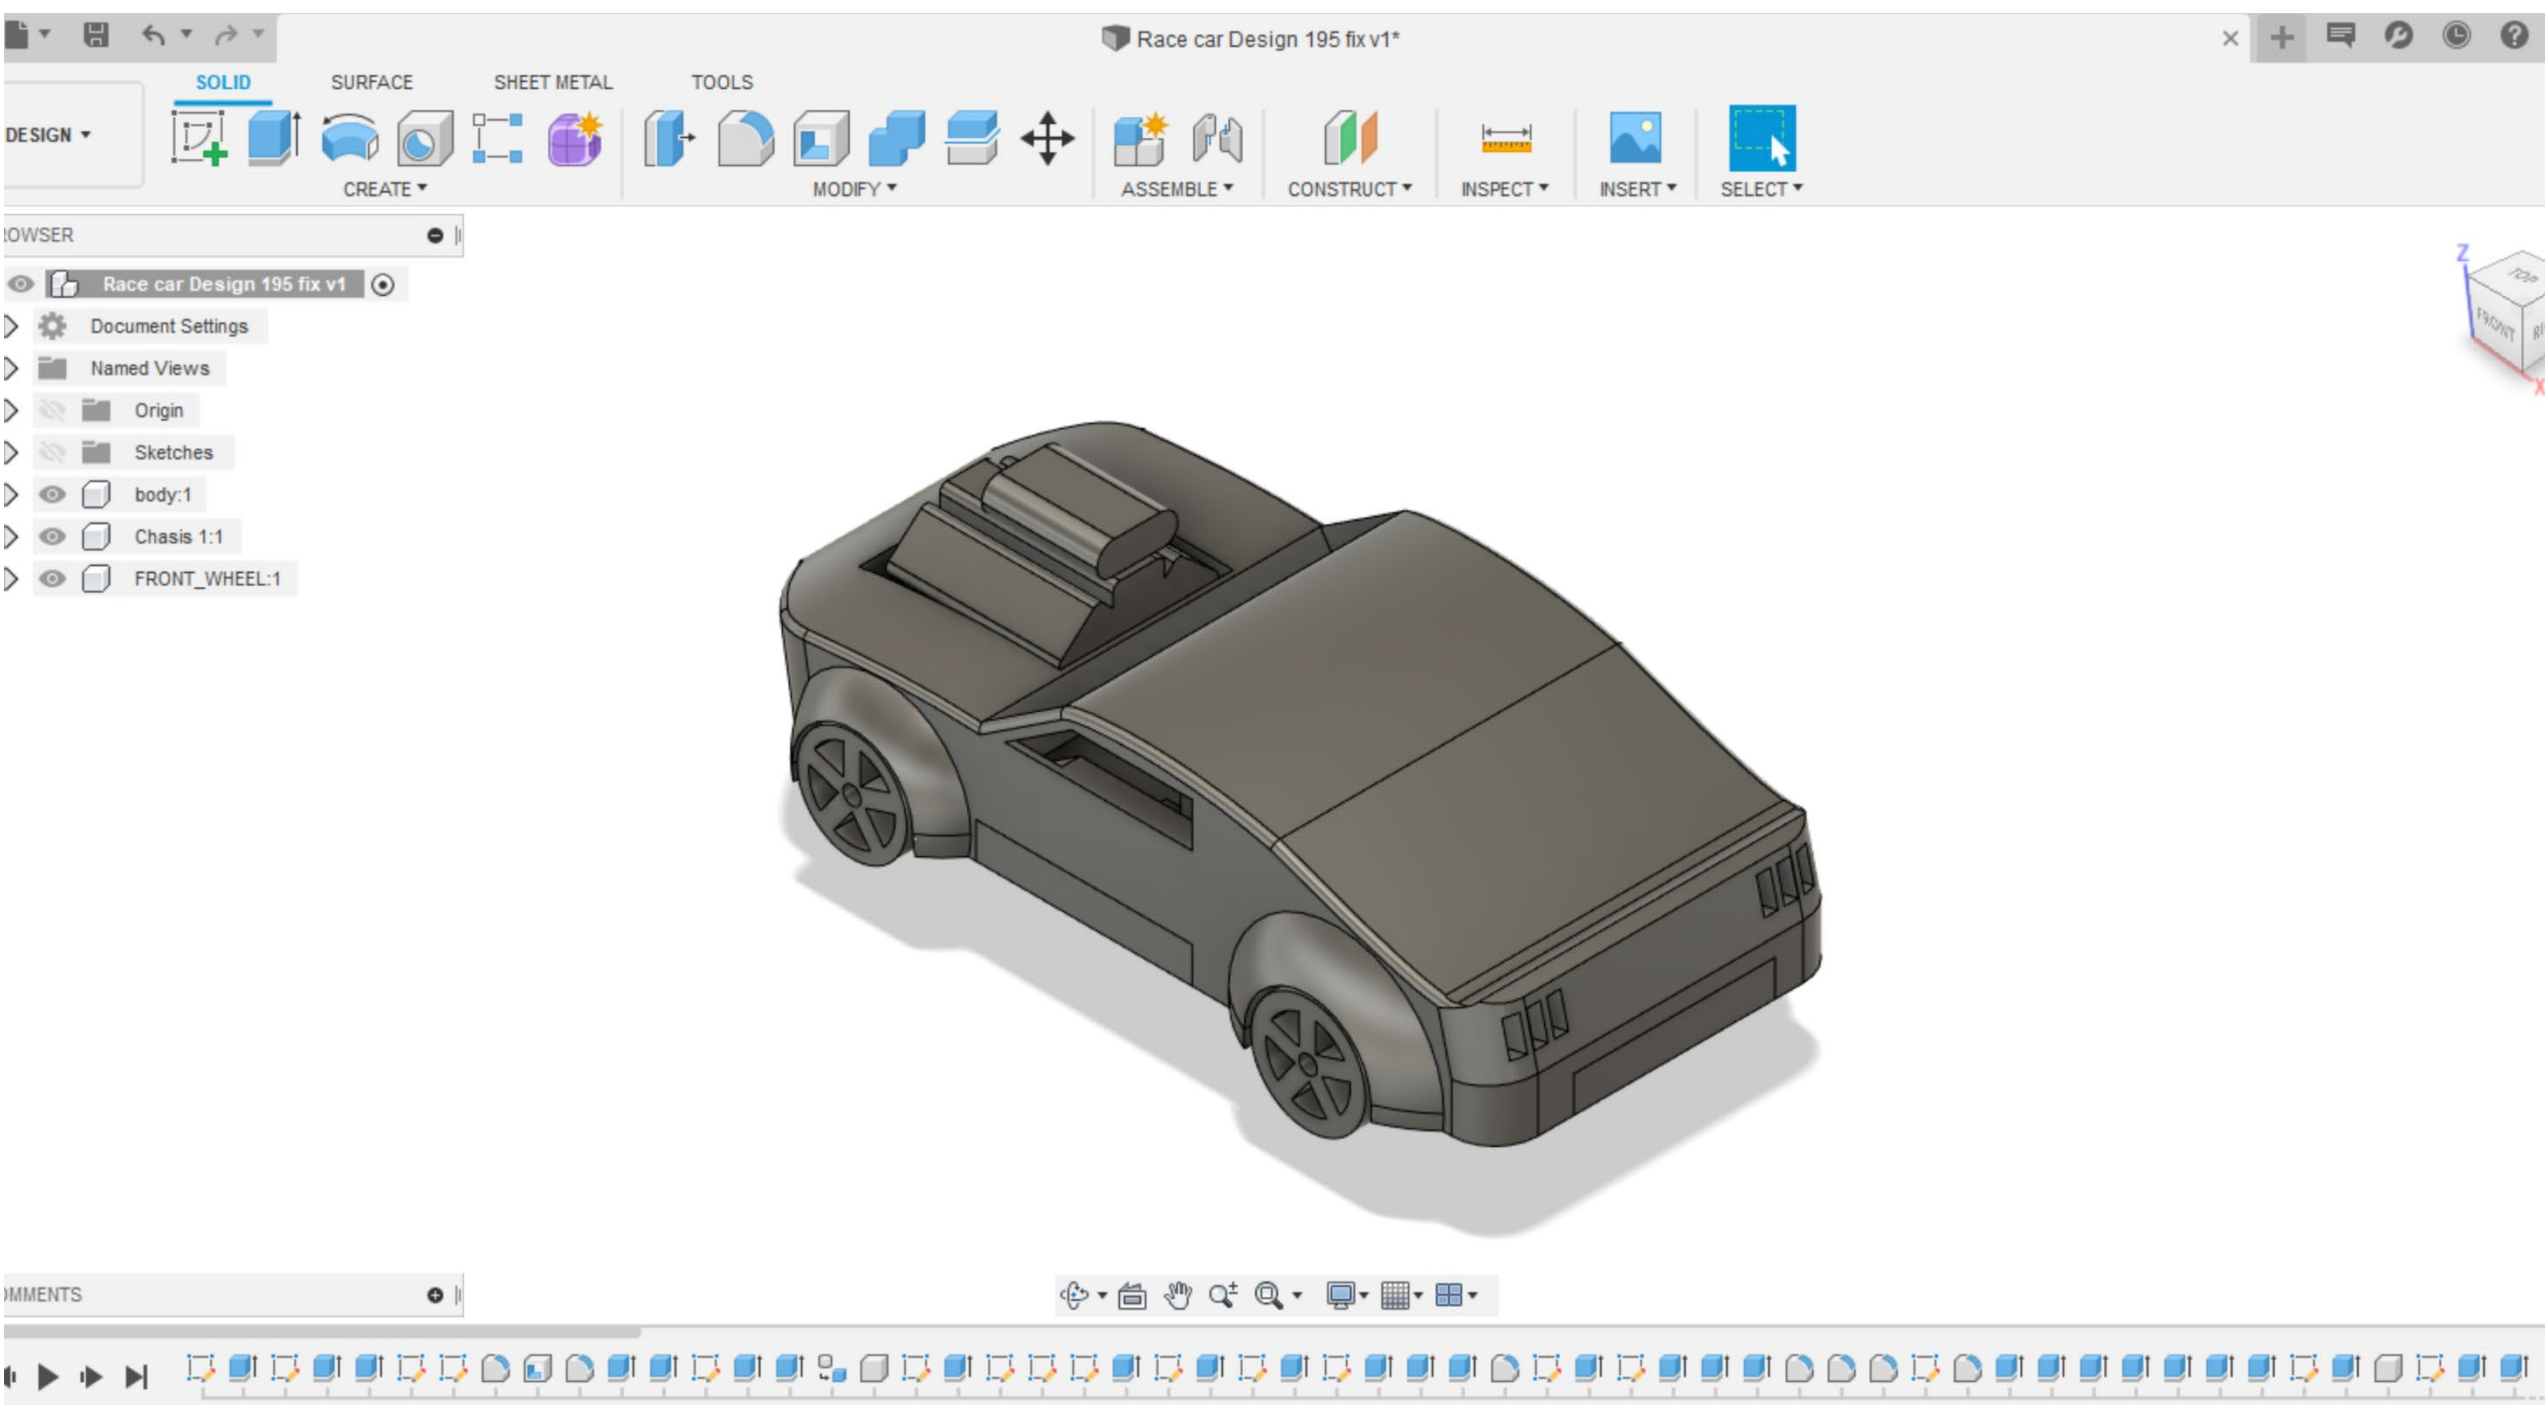 Race car Design 195 fix v1*
SOLID SURFACE SHEET METAL TOOLS
DESIGN
CREATE MODIFY ASSEMBLE CONSTRUCT INSPECT INSERT SELECT
OWSER
Race car Design 195 fix v1
Document Settings
Named Views
Origin
Sketches
body:1
Chasis 1:1
FRONT_WHEEL:1
Z
TOP
FRONT
RI
X
MMENTS